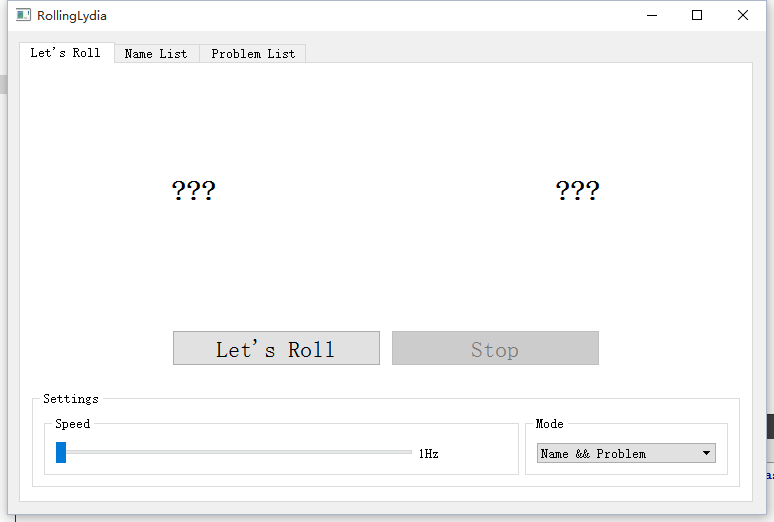 RollingLydia
Let's Roll
Name List
Problem List
???
???
Let's Roll
Stop
Settings
Speed
Mode
1Hz
Name && Problem